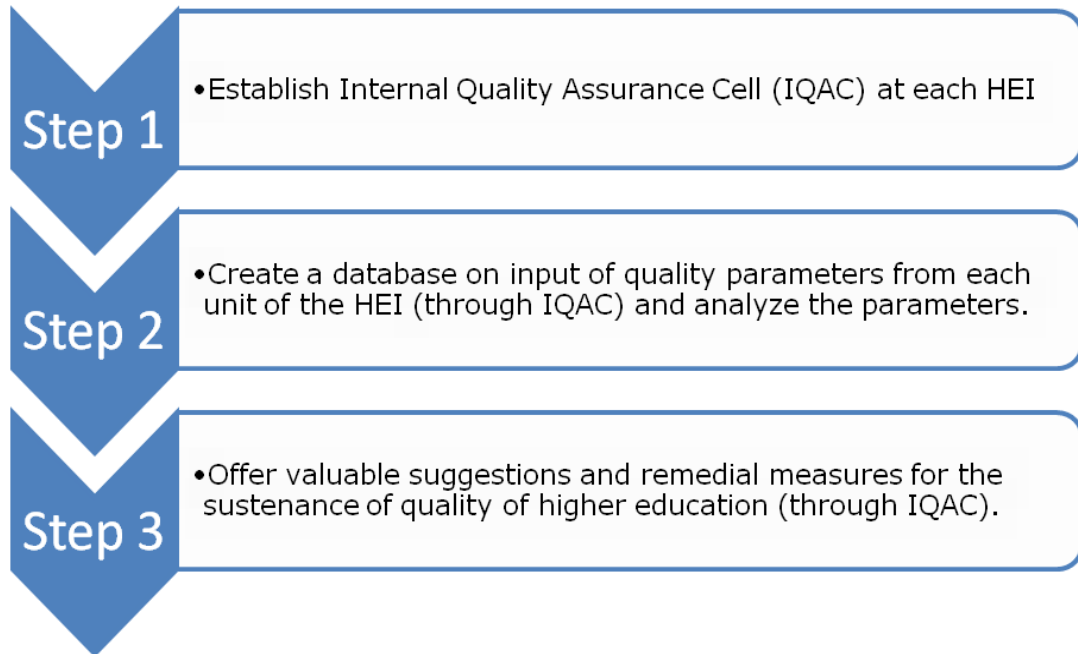 Step 1
•Establish Internal Quality Assurance Cell (IQAC) at each HEI
Step 2
•Create a database on input of quality parameters from each
unit of the HEI (through IQAC) and analyze the parameters.
Step 3
•Offer valuable suggestions and remedial measures for the
sustenance of quality of higher education (through IQAC).